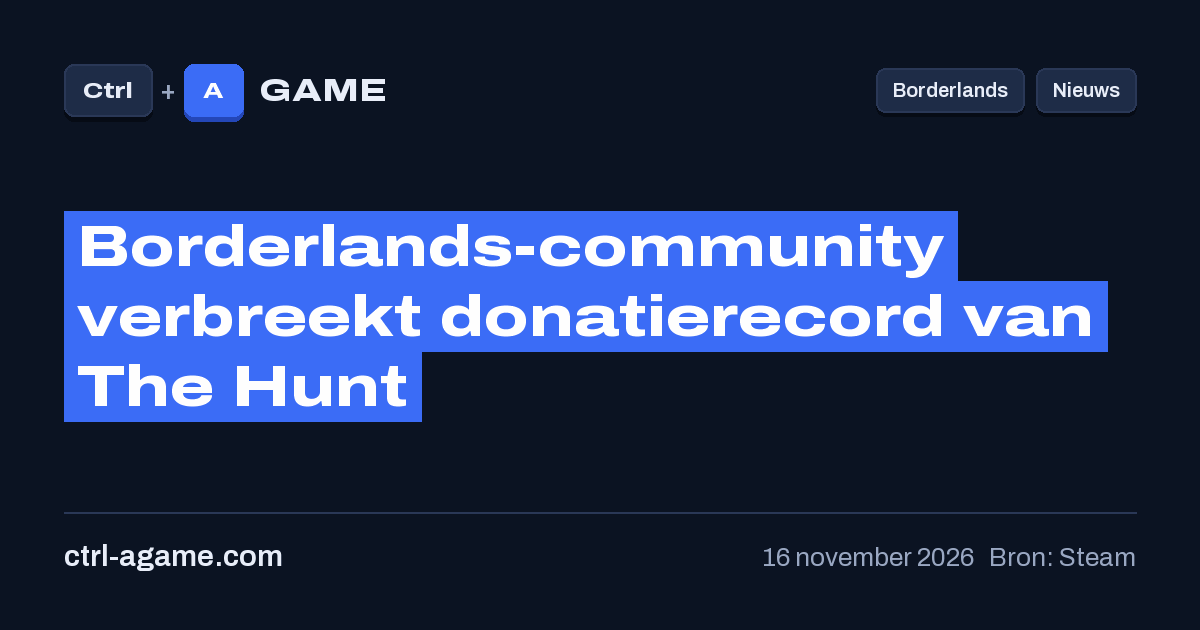 Ctrl + A GAME
Borderlands Nieuws
Borderlands-community
verbreekt donatierecord van
The Hunt
ctrl-agame.com
16 november 2026 Bron: Steam